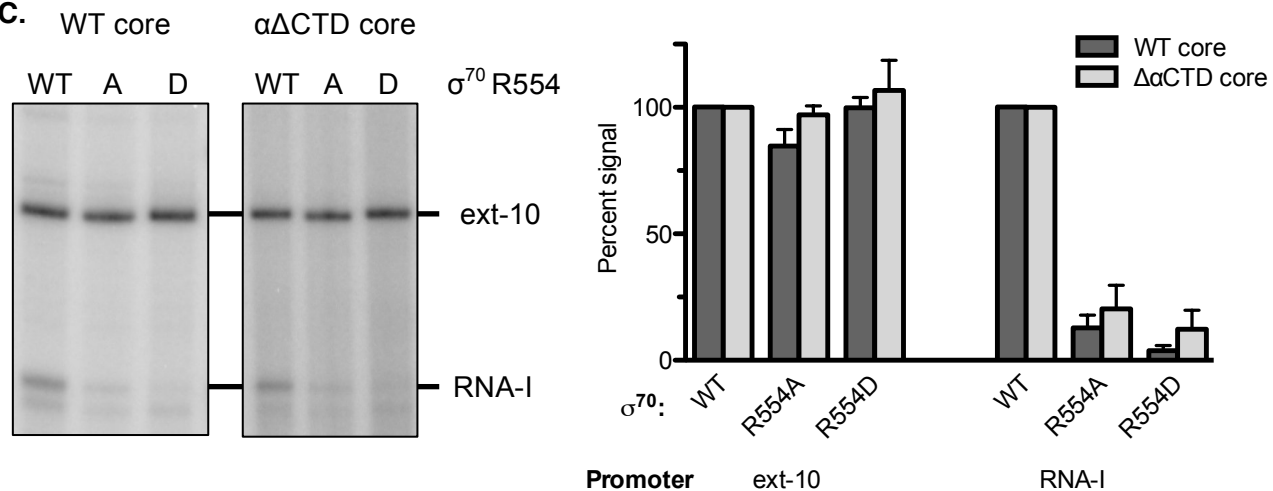 C.
WT core
αΔCTD core
WT A D
WT A D
σ70 R554
ext-10
RNA-I
WT core
ΔαCTD core
Percent signal
100
50
0
σ70:
WT
R554A
R554D
WT
R554A
R554D
Promoter
ext-10
RNA-I